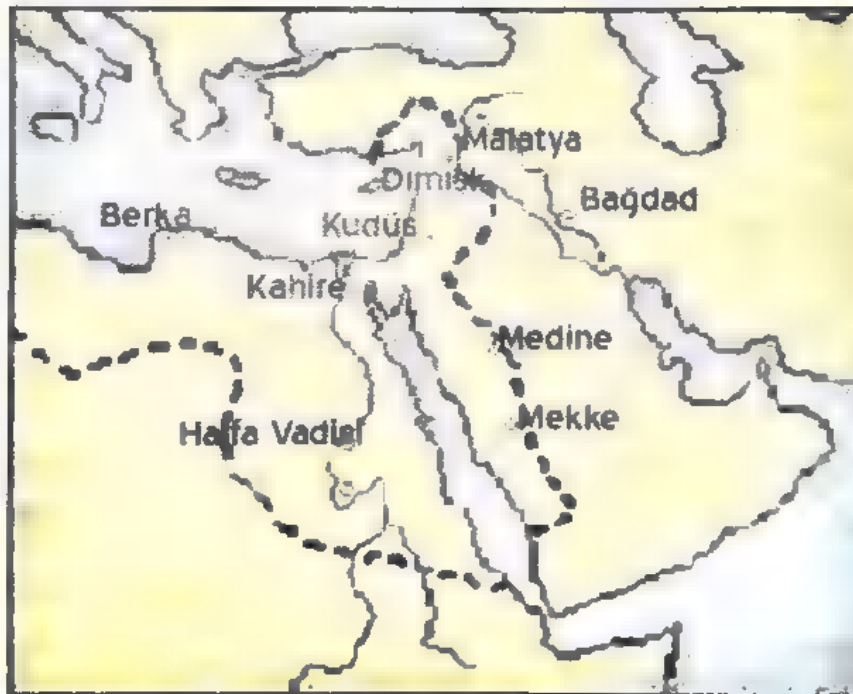 Malatya
Dımışk
Bağdad
Berka
Kudüs
Kahire
Medine
Mekke
Halfa Vadisi